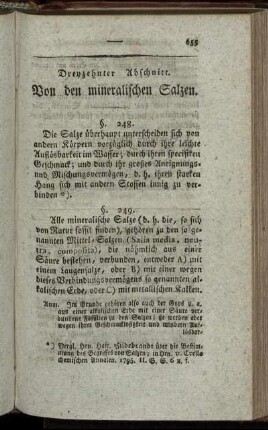 655
Dreyzehnter Abschnitt.
Von den mineralischen Salzen.
§. 248.
Die Salze überhaupt unterscheiden sich von
andern Körpern vorzüglich durch ihre leichte
Auflösbarkeit im Wasser; durch ihren specifiken
Geschmack; und durch ihr großes Aneignungs-
und Mischungsvermögen, d. h. ihren starken
Hang sich mit andern Stoffen innig zu ver-
binden *).
§. 249.
Alle mineralische Salze (d. h. die, so sich
von Natur fossil finden), gehören zu den so ge-
nannten Mittel-Salzen, (Salia media, neu-
tra, composita), die nähmlich aus einer
Säure bestehen, verbunden, entweder A) mit
einem Laugensalze, oder B) mit einer wegen
dieses Verbindungsvermögens so genannten al-
kalischen Erde, oder C) mit metallischen Kalken.
Anm. Im Grunde gehören also auch der Gyps u. a.
aus einer alkalischen Erde mit einer Säure ver-
bundene Fossilien zu den Salzen; sie werden aber
wegen ihrer Geschmacklosigkeit und mindern Auf-
lösbar-
*) Vergl. Hrn. Hofr. Hildebrandt über die Bestim-
mung des Begriffes von Salzen; in Hrn. v. Crells
chemischen Annalen. 1795. II. B. S. 6 u. f.